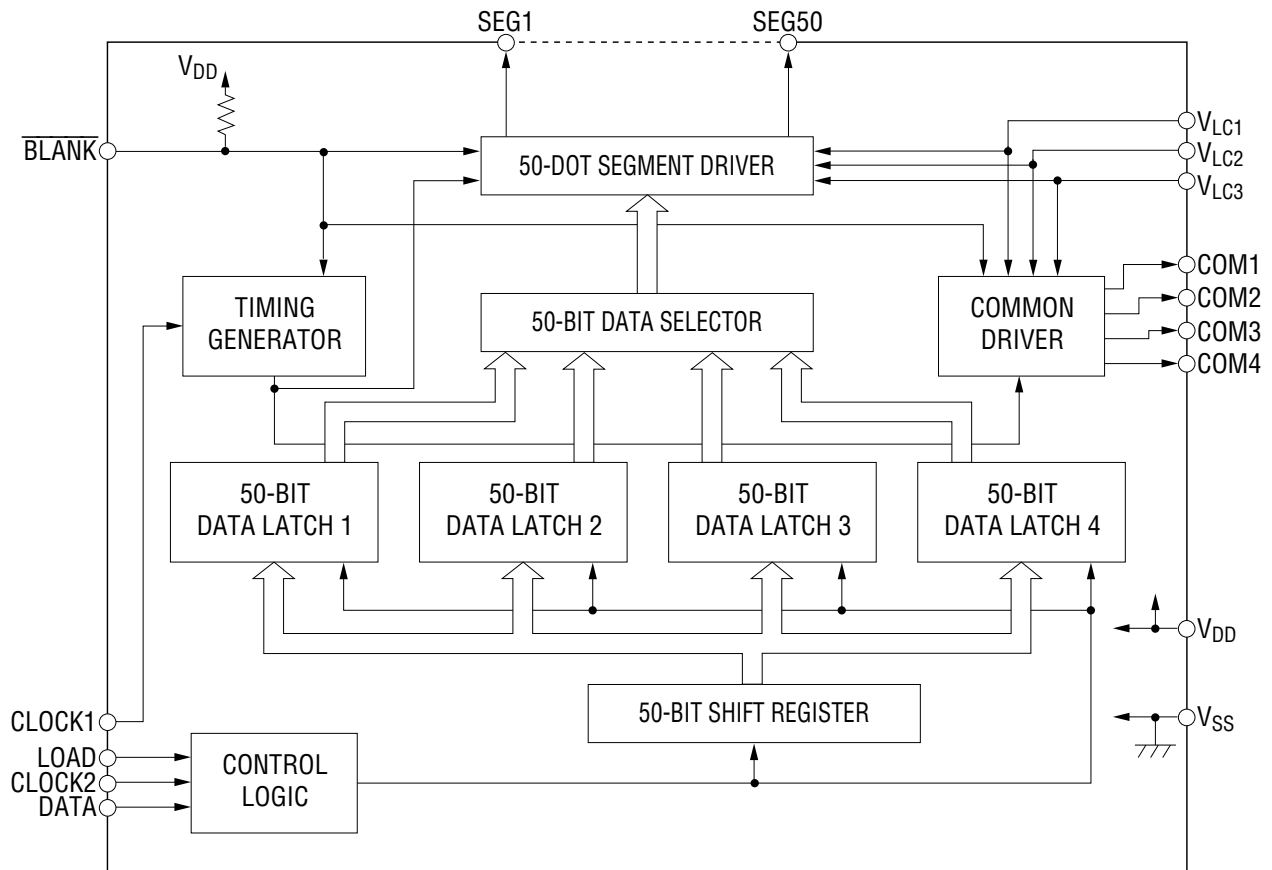 SEG1 SEG50
VDD
BLANK
50-DOT SEGMENT DRIVER
VLC1
VLC2
VLC3
TIMING
GENERATOR
50-BIT DATA SELECTOR
COMMON
DRIVER
COM1
COM2
COM3
COM4
50-BIT
DATA LATCH 1
50-BIT
DATA LATCH 2
50-BIT
DATA LATCH 3
50-BIT
DATA LATCH 4
VDD
50-BIT SHIFT REGISTER
VSS
CLOCK1
LOAD
CLOCK2
DATA
CONTROL
LOGIC